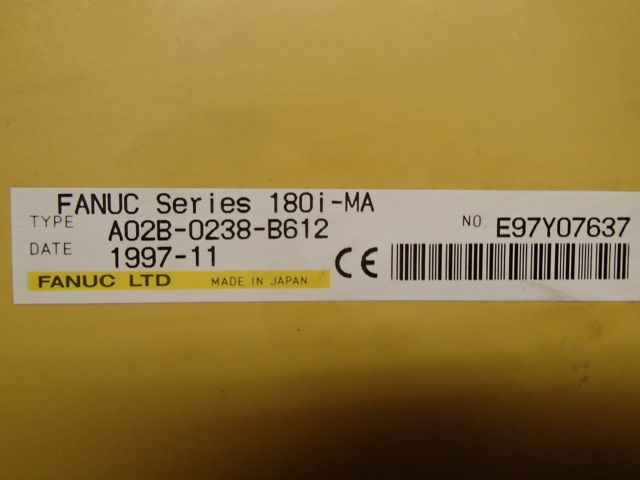 FANUC Series 180i-MA
TYPE A02B-0238-B612 NO. E97Y07637
DATE 1997-11 CE
FANUC LTD MADE IN JAPAN